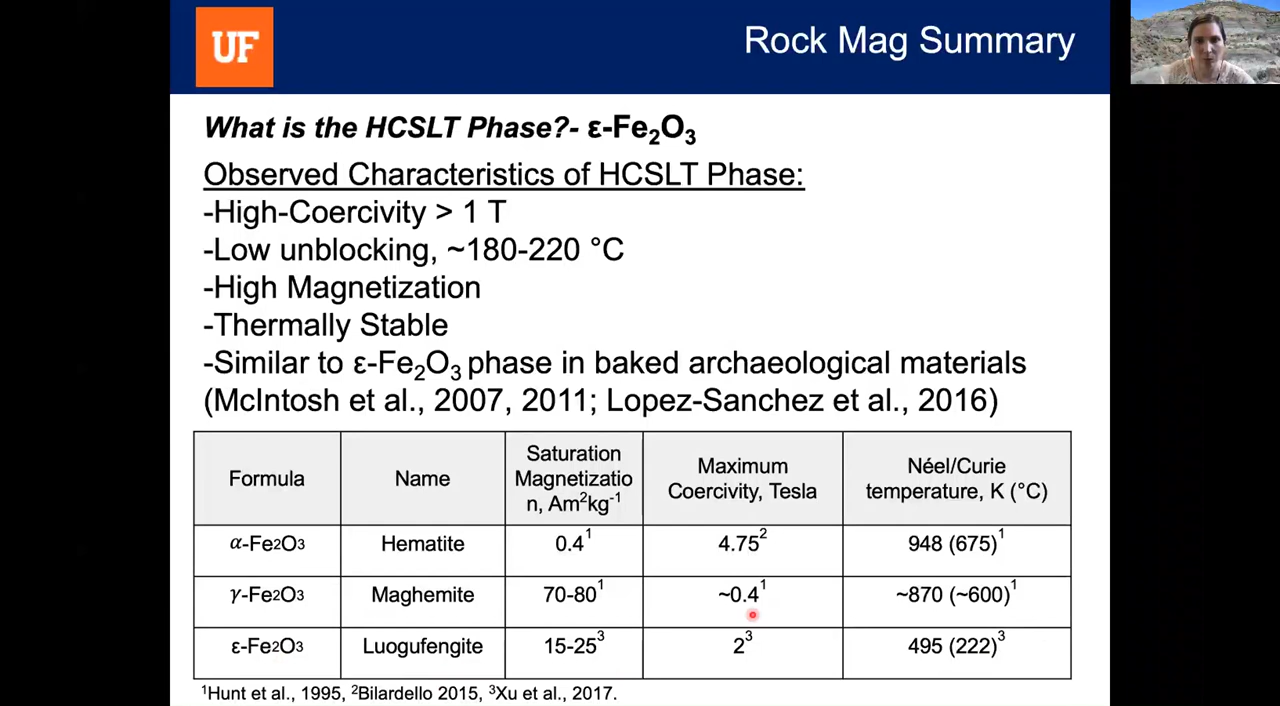 UF
Rock Mag Summary
What is the HCSLT Phase?- ε-Fe₂O₃
Observed Characteristics of HCSLT Phase:
-High-Coercivity > 1 T
-Low unblocking, ~180-220 °C
-High Magnetization
-Thermally Stable
-Similar to ε-Fe₂O₃ phase in baked archaeological materials
(McIntosh et al., 2007, 2011; Lopez-Sanchez et al., 2016)
Formula Name Saturation Magnetizatio n, Am²kg⁻¹ Maximum Coercivity, Tesla Néel/Curie temperature, K (°C)
α-Fe₂O₃ Hematite 0.4¹ 4.75² 948 (675)¹
γ-Fe₂O₃ Maghemite 70-80¹ ~0.4¹ ~870 (~600)¹
ε-Fe₂O₃ Luogufengite 15-25³ 2³ 495 (222)³
¹Hunt et al., 1995, ²Bilardello 2015, ³Xu et al., 2017.